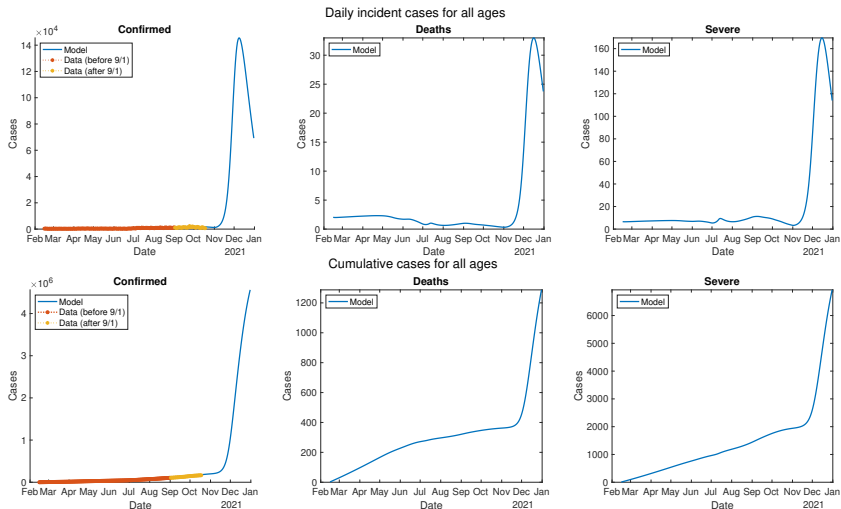 Daily incident cases for all ages
Confirmed
×10⁴
14
12
10
8
6
4
2
0
Cases
Model
Data (before 9/1)
Data (after 9/1)
Feb Mar Apr May Jun Jul Aug Sep Oct Nov Dec Jan
Date
2021
Deaths
30
25
20
15
10
5
0
Cases
Model
Feb Mar Apr May Jun Jul Aug Sep Oct Nov Dec Jan
Date
2021
Severe
160
140
120
100
80
60
40
20
0
Cases
Model
Feb Mar Apr May Jun Jul Aug Sep Oct Nov Dec Jan
Date
2021
Cumulative cases for all ages
Confirmed
×10⁶
4
3
2
1
0
Cases
Model
Data (before 9/1)
Data (after 9/1)
Feb Mar Apr May Jun Jul Aug Sep Oct Nov Dec Jan
Date
2021
Deaths
1200
1000
800
600
400
200
0
Cases
Model
Feb Mar Apr May Jun Jul Aug Sep Oct Nov Dec Jan
Date
2021
Severe
6000
5000
4000
3000
2000
1000
0
Cases
Model
Feb Mar Apr May Jun Jul Aug Sep Oct Nov Dec Jan
Date
2021